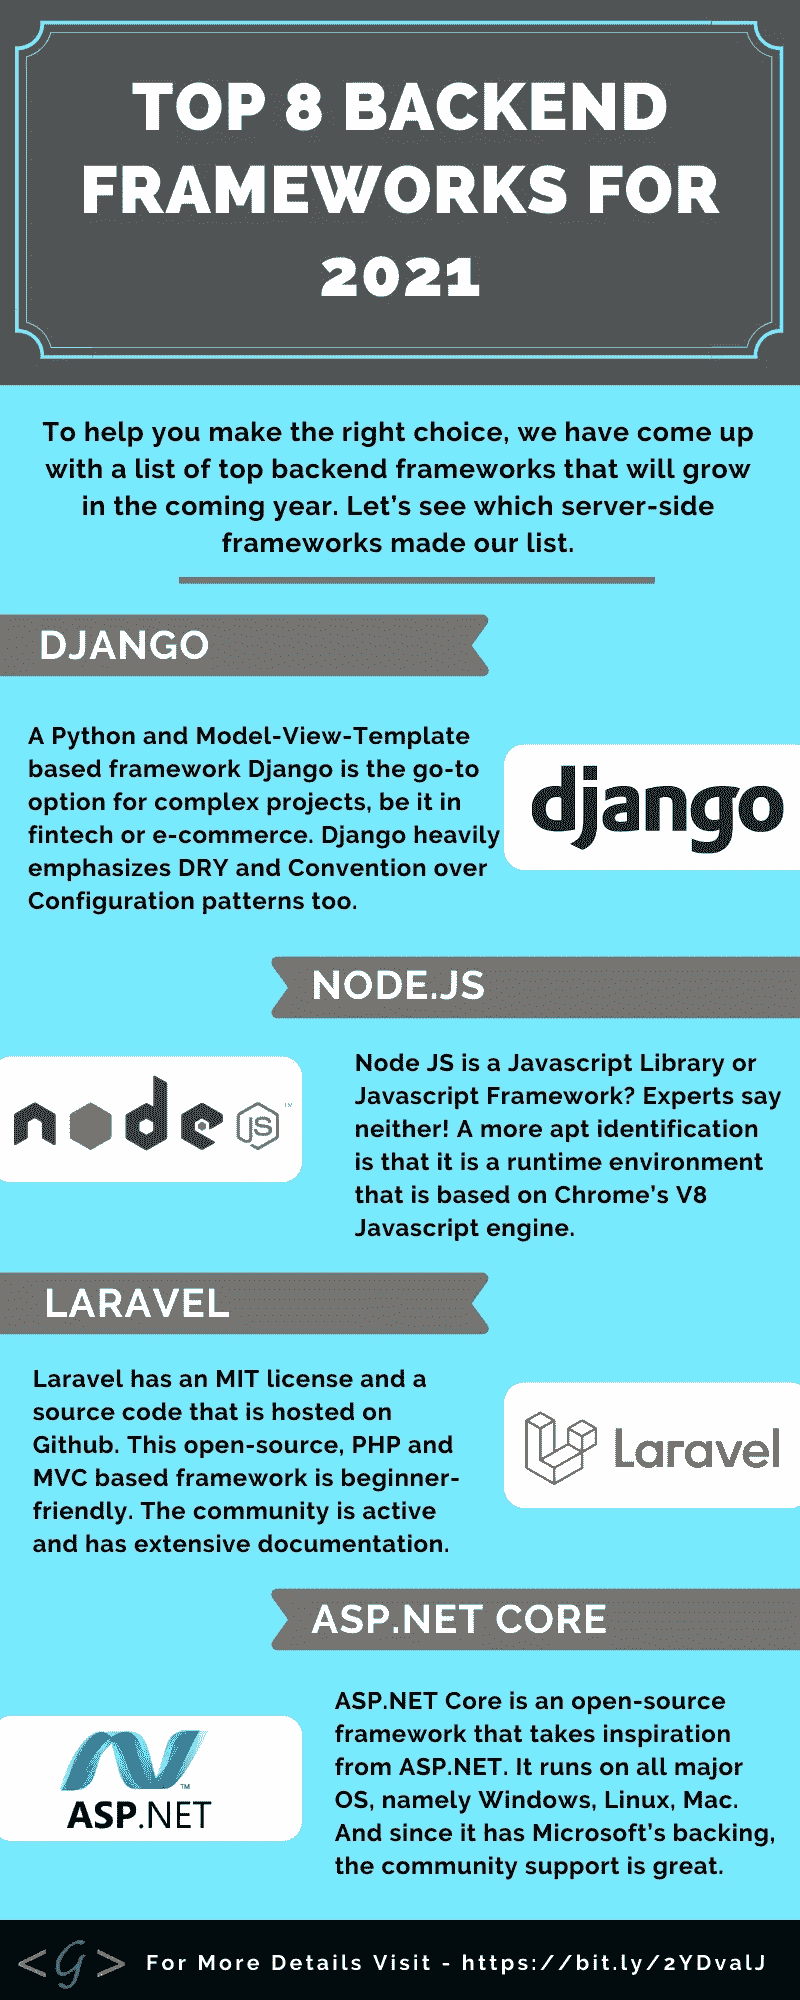 TOP 8 BACKEND
FRAMEWORKS FOR
2021
To help you make the right choice, we have come up
with a list of top backend frameworks that will grow
in the coming year. Let's see which server-side
frameworks made our list.
DJANGO
A Python and Model-View-Template
based framework Django is the go-to
option for complex projects, be it in
fintech or e-commerce. Django heavily
emphasizes DRY and Convention over
Configuration patterns too.
django
NODE.JS
node JS ™
Node JS is a Javascript Library or
Javascript Framework? Experts say
neither! A more apt identification
is that it is a runtime environment
that is based on Chrome's V8
Javascript engine.
LARAVEL
Laravel has an MIT license and a
source code that is hosted on
Github. This open-source, PHP and
MVC based framework is beginner-
friendly. The community is active
and has extensive documentation.
Laravel
ASP.NET CORE
™
ASP.NET
ASP.NET Core is an open-source
framework that takes inspiration
from ASP.NET. It runs on all major
OS, namely Windows, Linux, Mac.
And since it has Microsoft's backing,
the community support is great.
<G> For More Details Visit - https://bit.ly/2YDvalJ